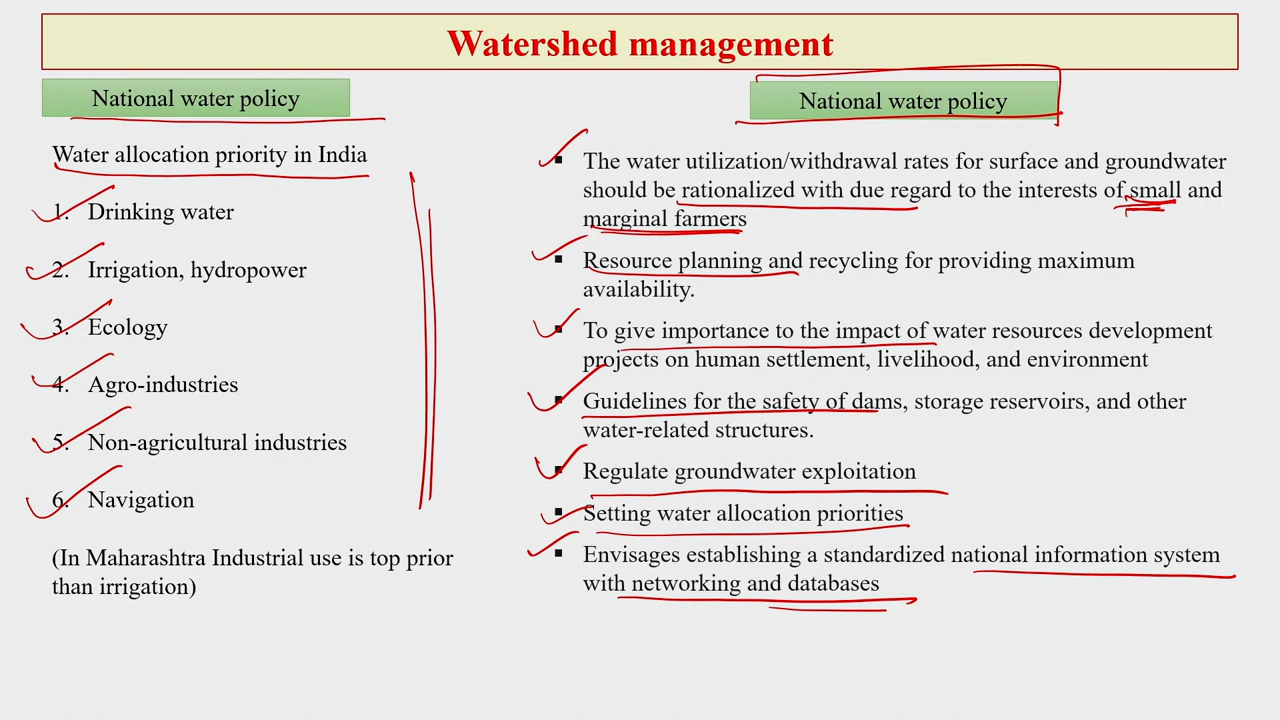 Watershed management
National water policy
Water allocation priority in India
1. Drinking water
2. Irrigation, hydropower
3. Ecology
4. Agro-industries
5. Non-agricultural industries
6. Navigation
(In Maharashtra Industrial use is top prior
than irrigation)
National water policy
▪ The water utilization/withdrawal rates for surface and groundwater
should be rationalized with due regard to the interests of small and
marginal farmers
▪ Resource planning and recycling for providing maximum
availability.
▪ To give importance to the impact of water resources development
projects on human settlement, livelihood, and environment
▪ Guidelines for the safety of dams, storage reservoirs, and other
water-related structures.
▪ Regulate groundwater exploitation
▪ Setting water allocation priorities
▪ Envisages establishing a standardized national information system
with networking and databases